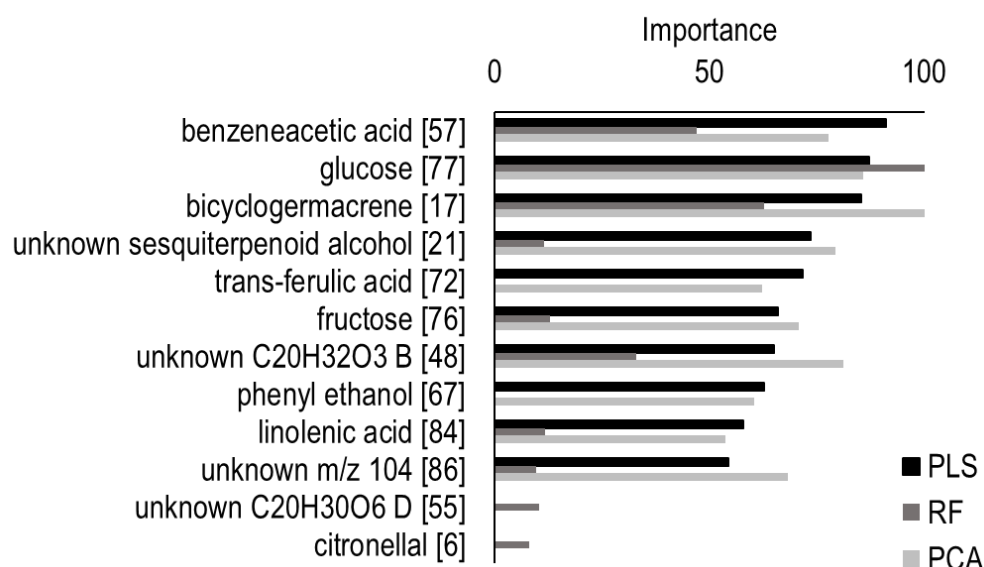 Importance
0 50 100
benzeneacetic acid [57]
glucose [77]
bicyclogermacrene [17]
unknown sesquiterpenoid alcohol [21]
trans-ferulic acid [72]
fructose [76]
unknown C20H32O3 B [48]
phenyl ethanol [67]
linolenic acid [84]
unknown m/z 104 [86]
unknown C20H30O6 D [55]
citronellal [6]
PLS
RF
PCA